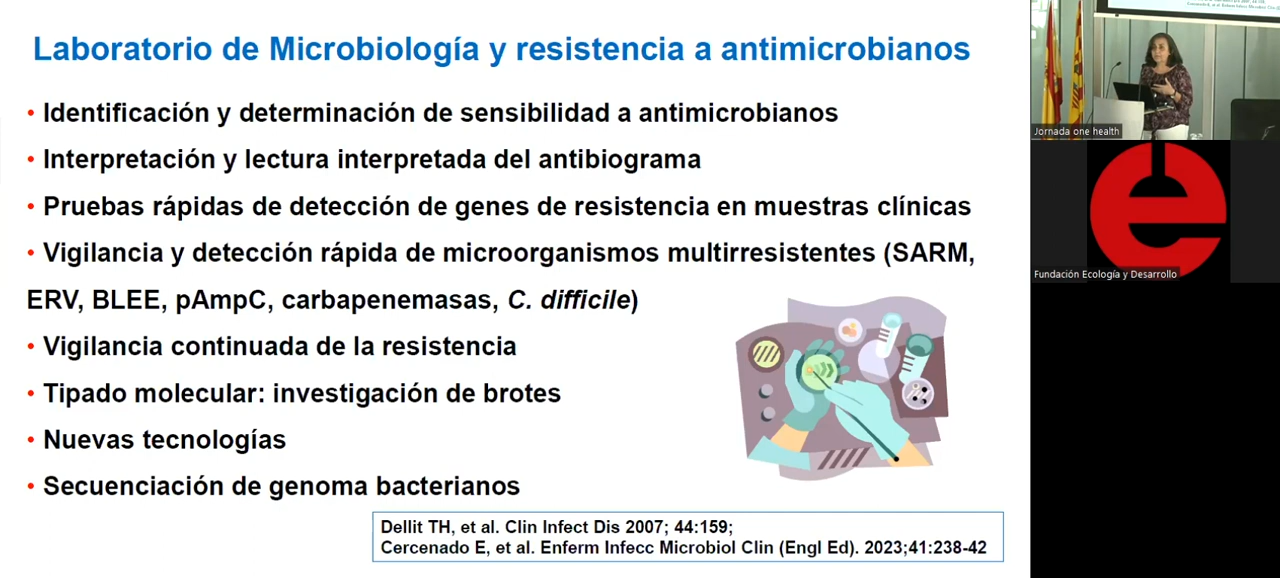 Laboratorio de Microbiología y resistencia a antimicrobianos
• Identificación y determinación de sensibilidad a antimicrobianos
• Interpretación y lectura interpretada del antibiograma
• Pruebas rápidas de detección de genes de resistencia en muestras clínicas
• Vigilancia y detección rápida de microorganismos multirresistentes (SARM,
ERV, BLEE, pAmpC, carbapenemasas, C. difficile)
• Vigilancia continuada de la resistencia
• Tipado molecular: investigación de brotes
• Nuevas tecnologías
• Secuenciación de genoma bacterianos
Dellit TH, et al. Clin Infect Dis 2007; 44:159;
Cercenado E, et al. Enferm Infecc Microbiol Clin (Engl Ed). 2023;41:238-42
Jornada one health
e
Fundación Ecología y Desarrollo